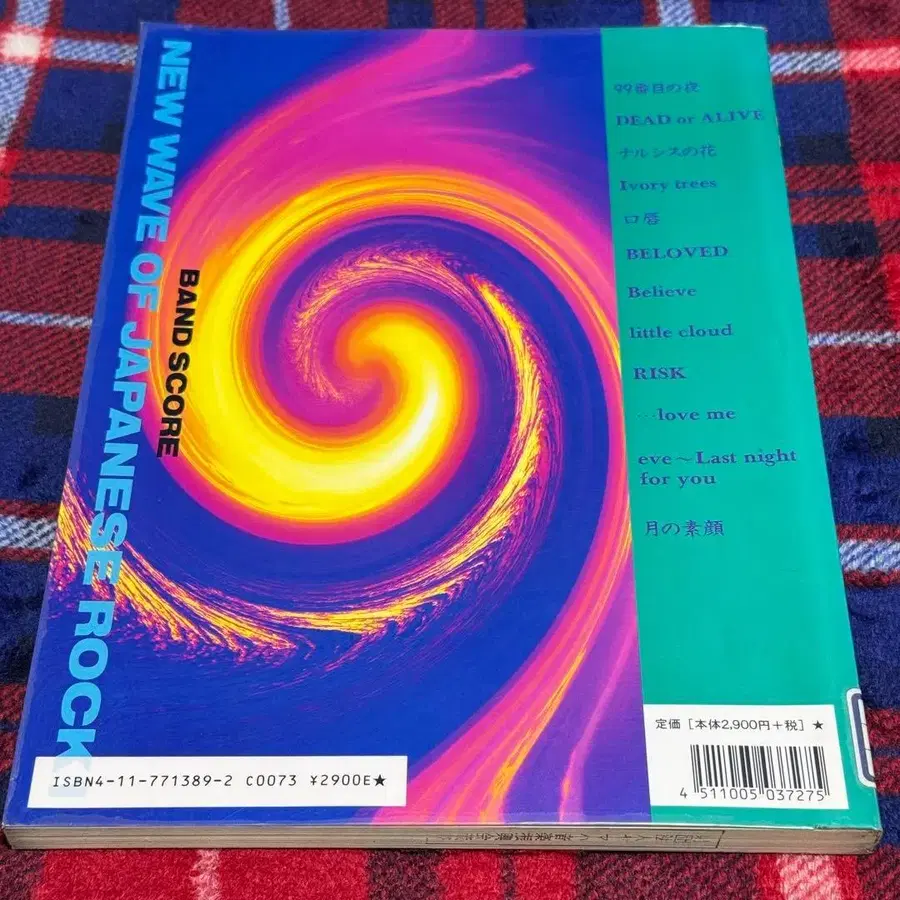 NEW WAVE OF JAPANESE ROCK
BAND SCORE
99番目の夜
DEAD or ALIVE
ナルシスの花
Ivory trees
口唇
BELOVED
Believe
little cloud
RISK
…love me
eve～Last night
for you
月の素顔
定価［本体2,900円＋税］★
4 511005 037275
ISBN4-11-771389-2 C0073 ¥2900E★